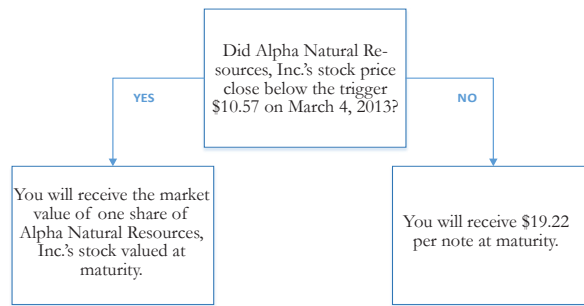 Did Alpha Natural Re-
sources, Inc.'s stock price
close below the trigger
$10.57 on March 4, 2013?
YES
NO
You will receive the market
value of one share of
Alpha Natural Resources,
Inc.'s stock valued at
maturity.
You will receive $19.22
per note at maturity.